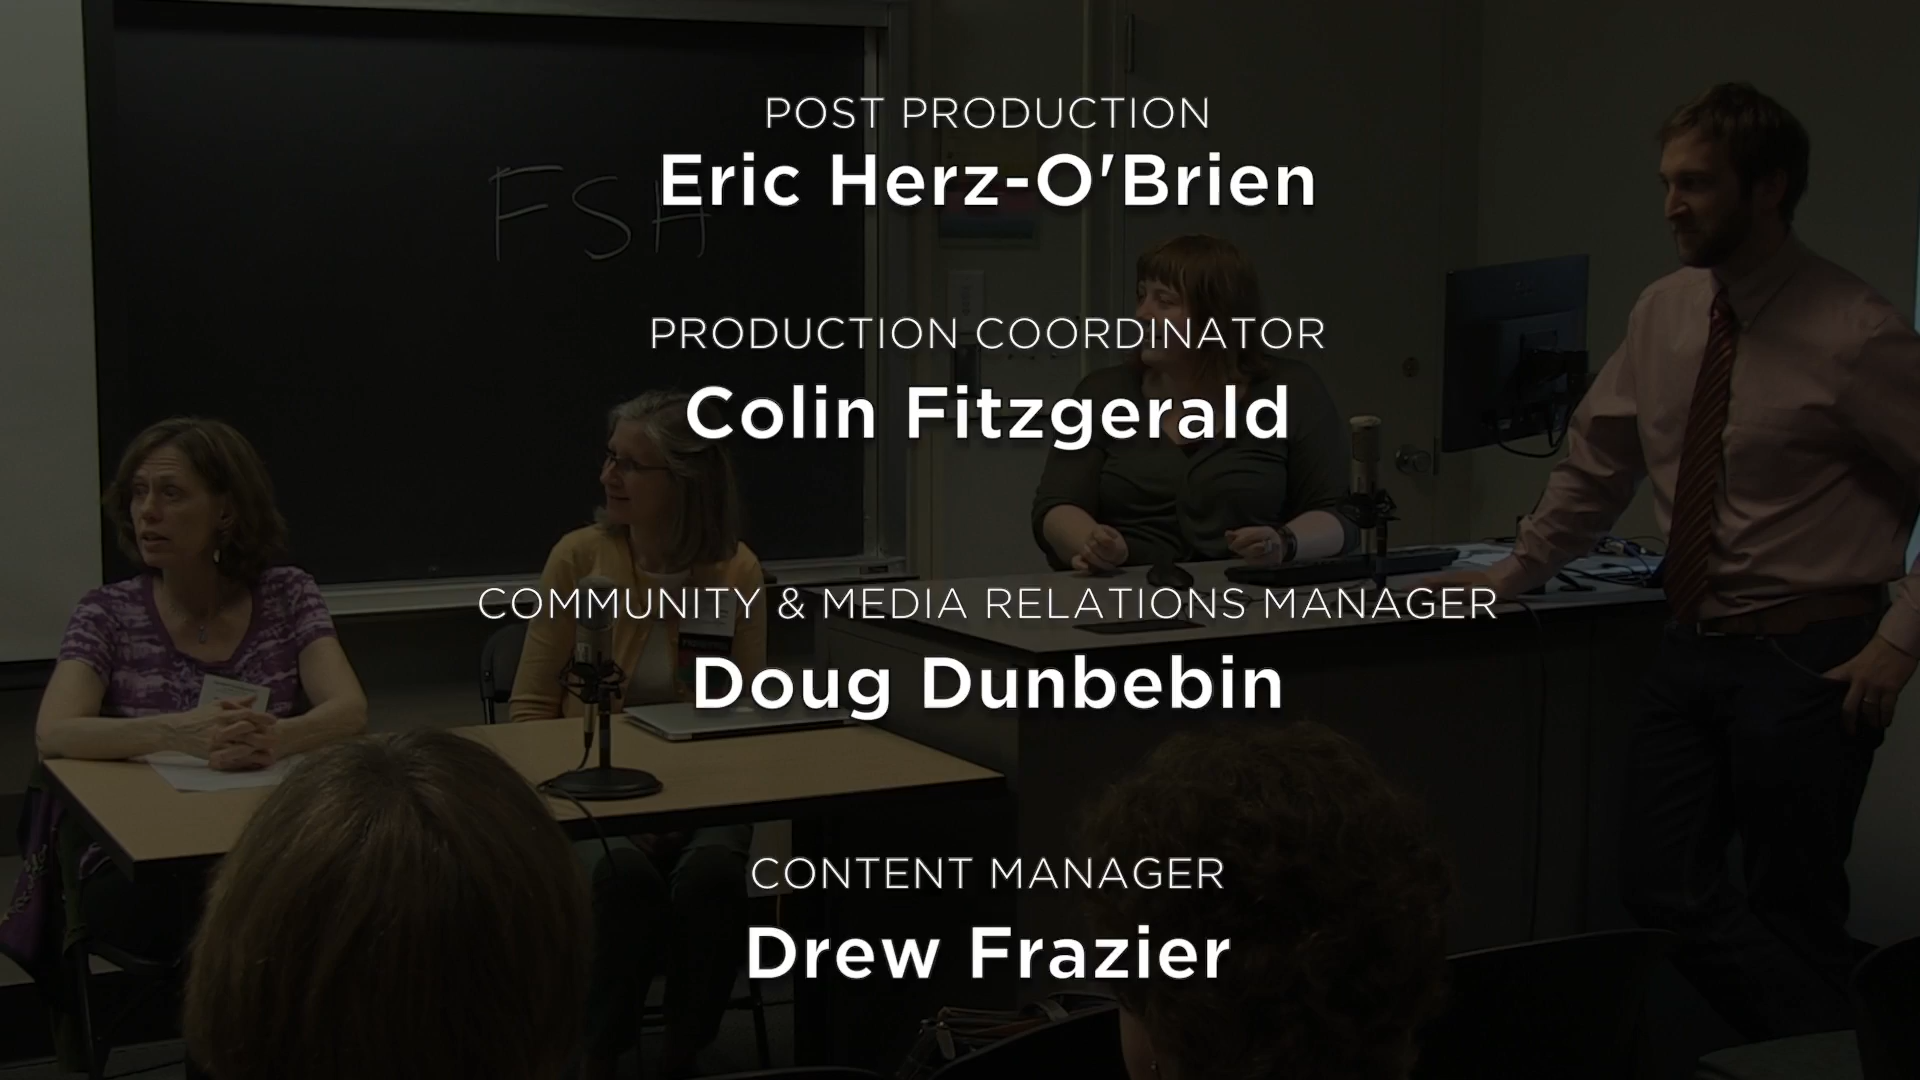 POST PRODUCTION
Eric Herz-O'Brien
FSH
PRODUCTION COORDINATOR
Colin Fitzgerald
COMMUNITY & MEDIA RELATIONS MANAGER
Doug Dunbebin
CONTENT MANAGER
Drew Frazier